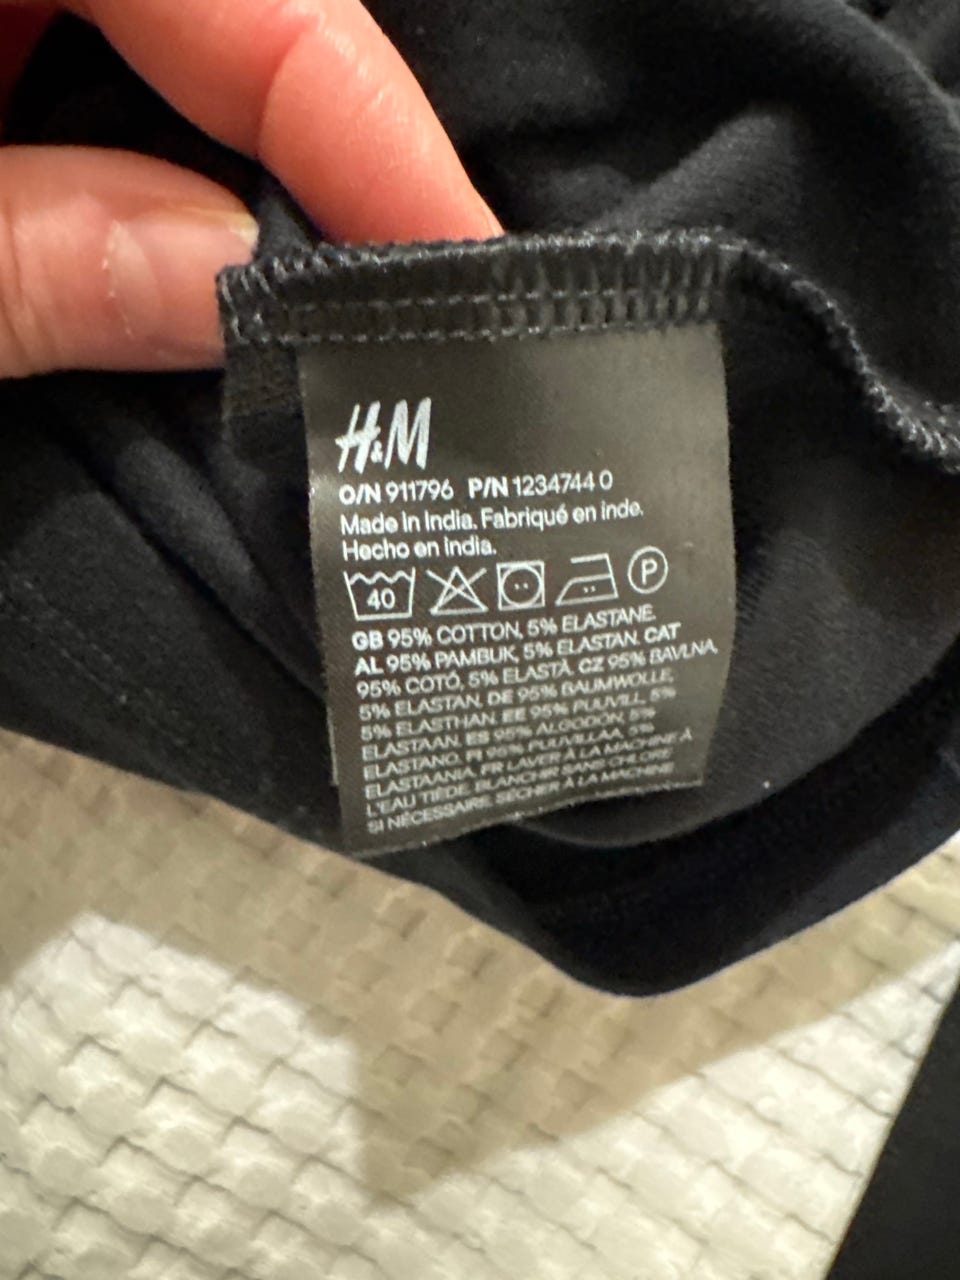 H&M
O/N 911796 P/N 1234744 0
Made in India. Fabriqué en Inde.
Hecho en India.
40 P
GB 95% COTTON, 5% ELASTANE.
AL 95% PAMBUK, 5% ELASTAN. CAT
95% COTÓ, 5% ELASTÀ. CZ 95% BAVLNA,
5% ELASTAN. DE 95% BAUMWOLLE,
5% ELASTHAN. EE 95% PUUVILL, 5%
ELASTAAN. ES 95% ALGODÓN, 5%
ELASTANO. FI 95% PUUVILLAA, 5%
ELASTAANIA. FR LAVER À LA MACHINE À
L'EAU TIÈDE. BLANCHIR SANS CHLORE
SI NÉCESSAIRE. SÉCHER À LA MACHINE